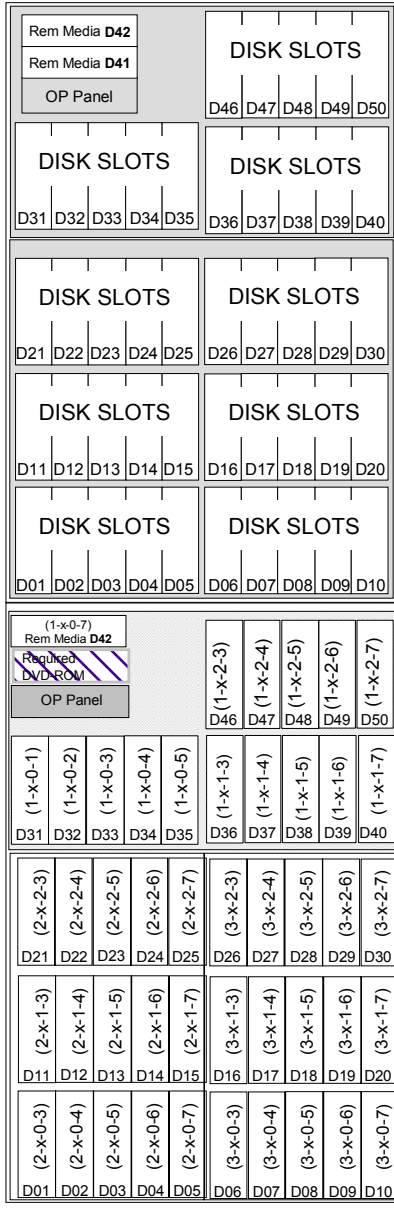 Rem Media D42
Rem Media D41
OP Panel
DISK SLOTS
D46 D47 D48 D49 D50
DISK SLOTS
D31 D32 D33 D34 D35
DISK SLOTS
D36 D37 D38 D39 D40
DISK SLOTS
D21 D22 D23 D24 D25
DISK SLOTS
D26 D27 D28 D29 D30
DISK SLOTS
D11 D12 D13 D14 D15
DISK SLOTS
D16 D17 D18 D19 D20
DISK SLOTS
D01 D02 D03 D04 D05
DISK SLOTS
D06 D07 D08 D09 D10
(1-x-0-7)
Rem Media D42
Required
DVD-ROM
OP Panel
(1-x-2-3) (1-x-2-4) (1-x-2-5) (1-x-2-6) (1-x-2-7)
D46 D47 D48 D49 D50
(1-x-0-1) (1-x-0-2) (1-x-0-3) (1-x-0-4) (1-x-0-5)
D31 D32 D33 D34 D35
(1-x-1-3) (1-x-1-4) (1-x-1-5) (1-x-1-6) (1-x-1-7)
D36 D37 D38 D39 D40
(2-x-2-3) (2-x-2-4) (2-x-2-5) (2-x-2-6) (2-x-2-7)
D21 D22 D23 D24 D25
(3-x-2-3) (3-x-2-4) (3-x-2-5) (3-x-2-6) (3-x-2-7)
D26 D27 D28 D29 D30
(2-x-1-3) (2-x-1-4) (2-x-1-5) (2-x-1-6) (2-x-1-7)
D11 D12 D13 D14 D15
(3-x-1-3) (3-x-1-4) (3-x-1-5) (3-x-1-6) (3-x-1-7)
D16 D17 D18 D19 D20
(2-x-0-3) (2-x-0-4) (2-x-0-5) (2-x-0-6) (2-x-0-7)
D01 D02 D03 D04 D05
(3-x-0-3) (3-x-0-4) (3-x-0-5) (3-x-0-6) (3-x-0-7)
D06 D07 D08 D09 D10